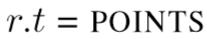 r.t = POINTS